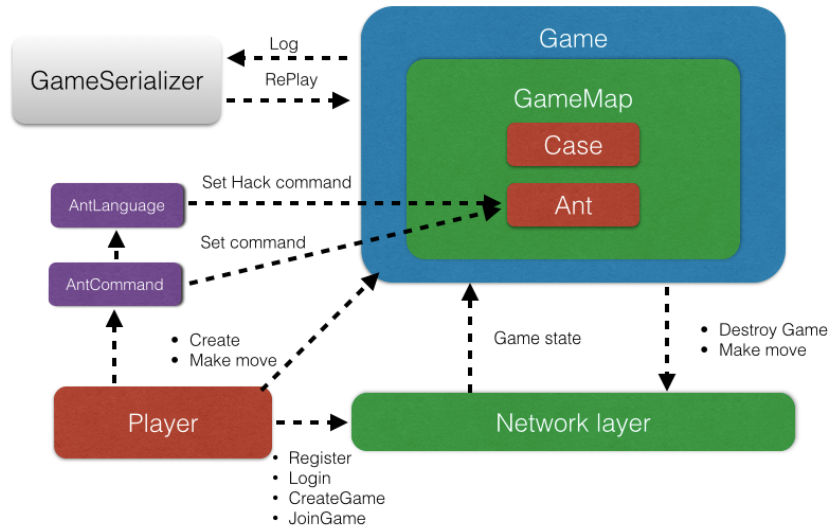 Game
Log
GameSerializer
RePlay
GameMap
Case
Set Hack command
AntLanguage
Ant
Set command
AntCommand
• Create
• Make move
Game state
• Destroy Game
• Make move
Player
Network layer
• Register
• Login
• CreateGame
• JoinGame